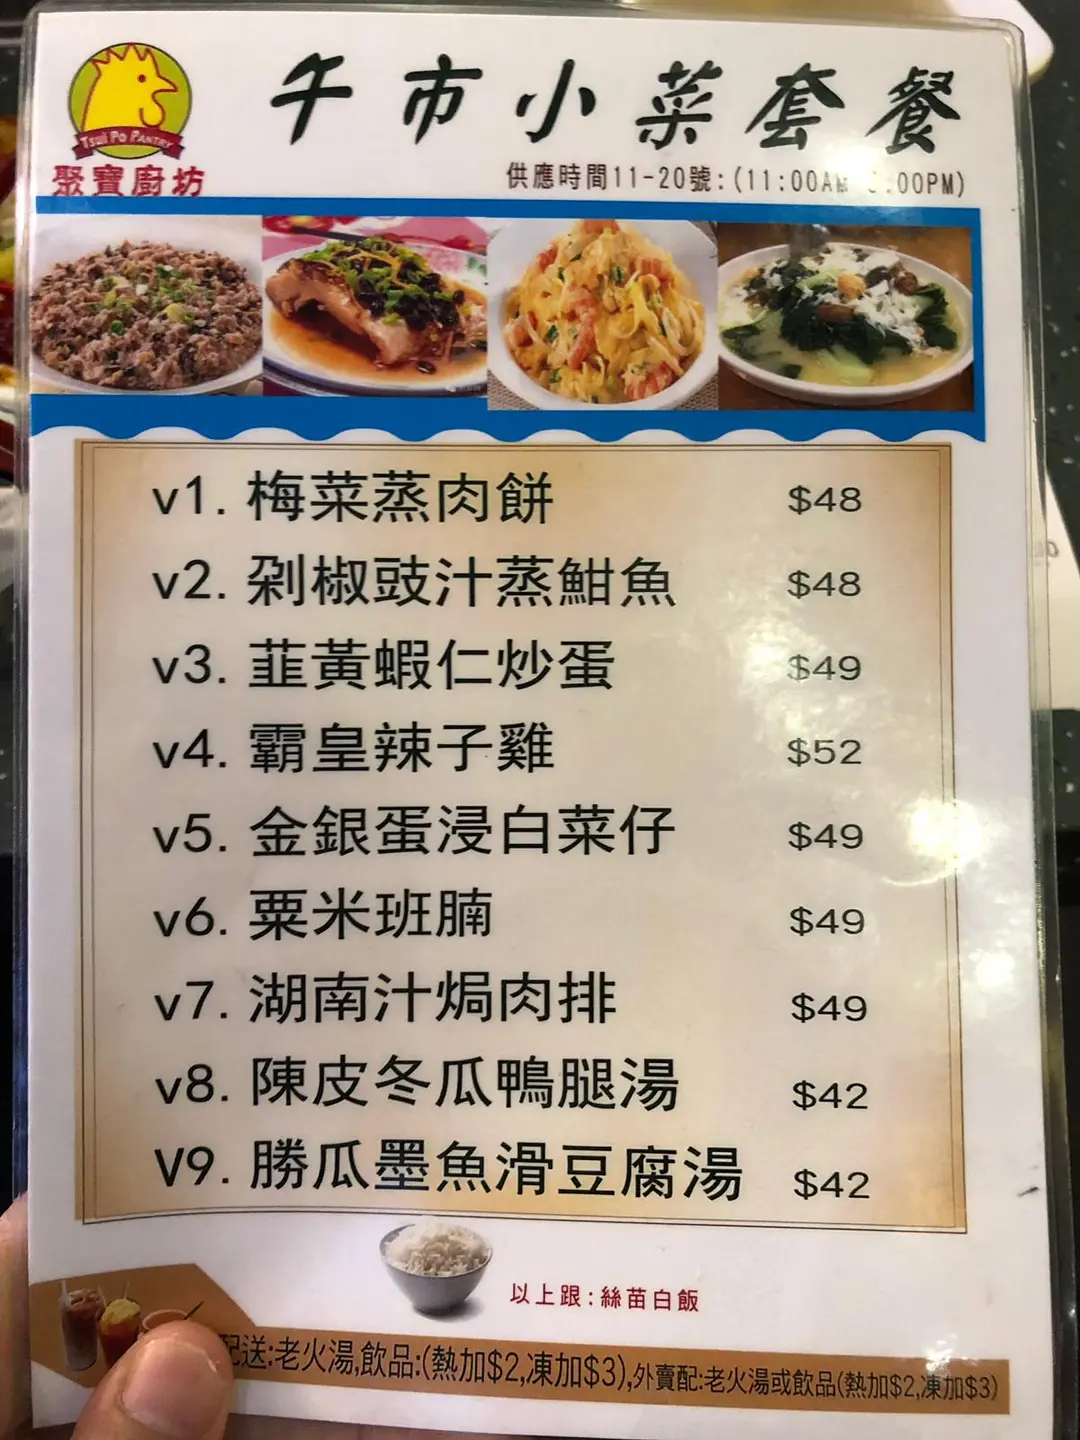 午市小菜套餐
TSUI PO PANTRY
聚寶廚坊
供應時間11-20號:(11:00AM :00PM)
v1. 梅菜蒸肉餅 $48
v2. 剁椒豉汁蒸魽魚 $48
v3. 韮黃蝦仁炒蛋 $49
v4. 霸皇辣子雞 $52
v5. 金銀蛋浸白菜仔 $49
v6. 粟米班腩 $49
v7. 湖南汁焗肉排 $49
v8. 陳皮冬瓜鴨腿湯 $42
V9. 勝瓜墨魚滑豆腐湯 $42
以上跟:絲苗白飯
配送:老火湯,飲品:(熱加$2,凍加$3),外賣配:老火湯或飲品(熱加$2,凍加$3)